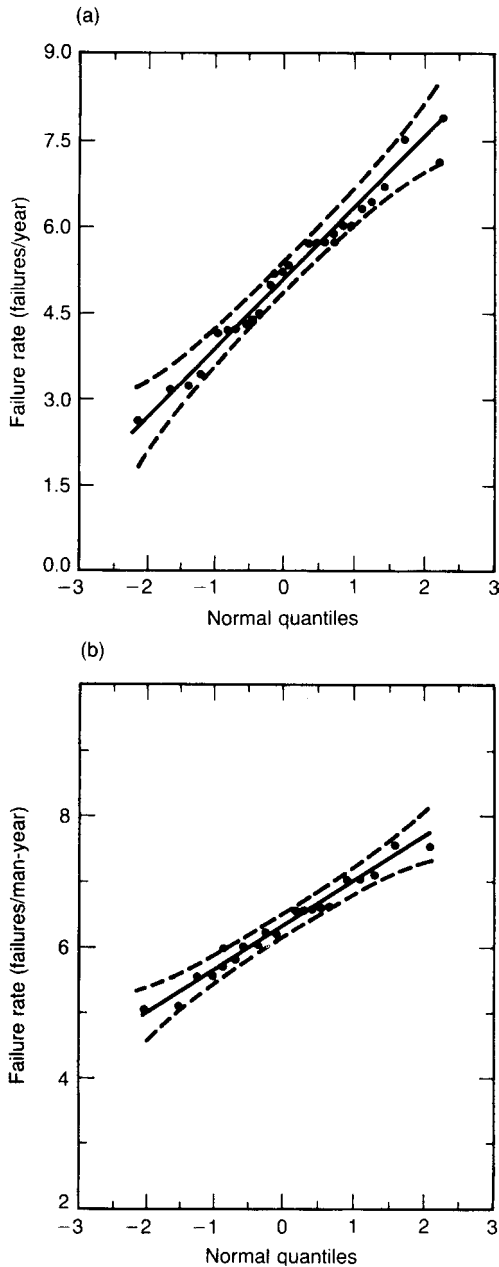 (a)
9.0
7.5
6.0
4.5
3.0
1.5
0.0
Failure rate (failures/year)
−3 −2 −1 0 1 2 3
Normal quantiles
(b)
8
6
4
2
Failure rate (failures/man-year)
−3 −2 −1 0 1 2 3
Normal quantiles